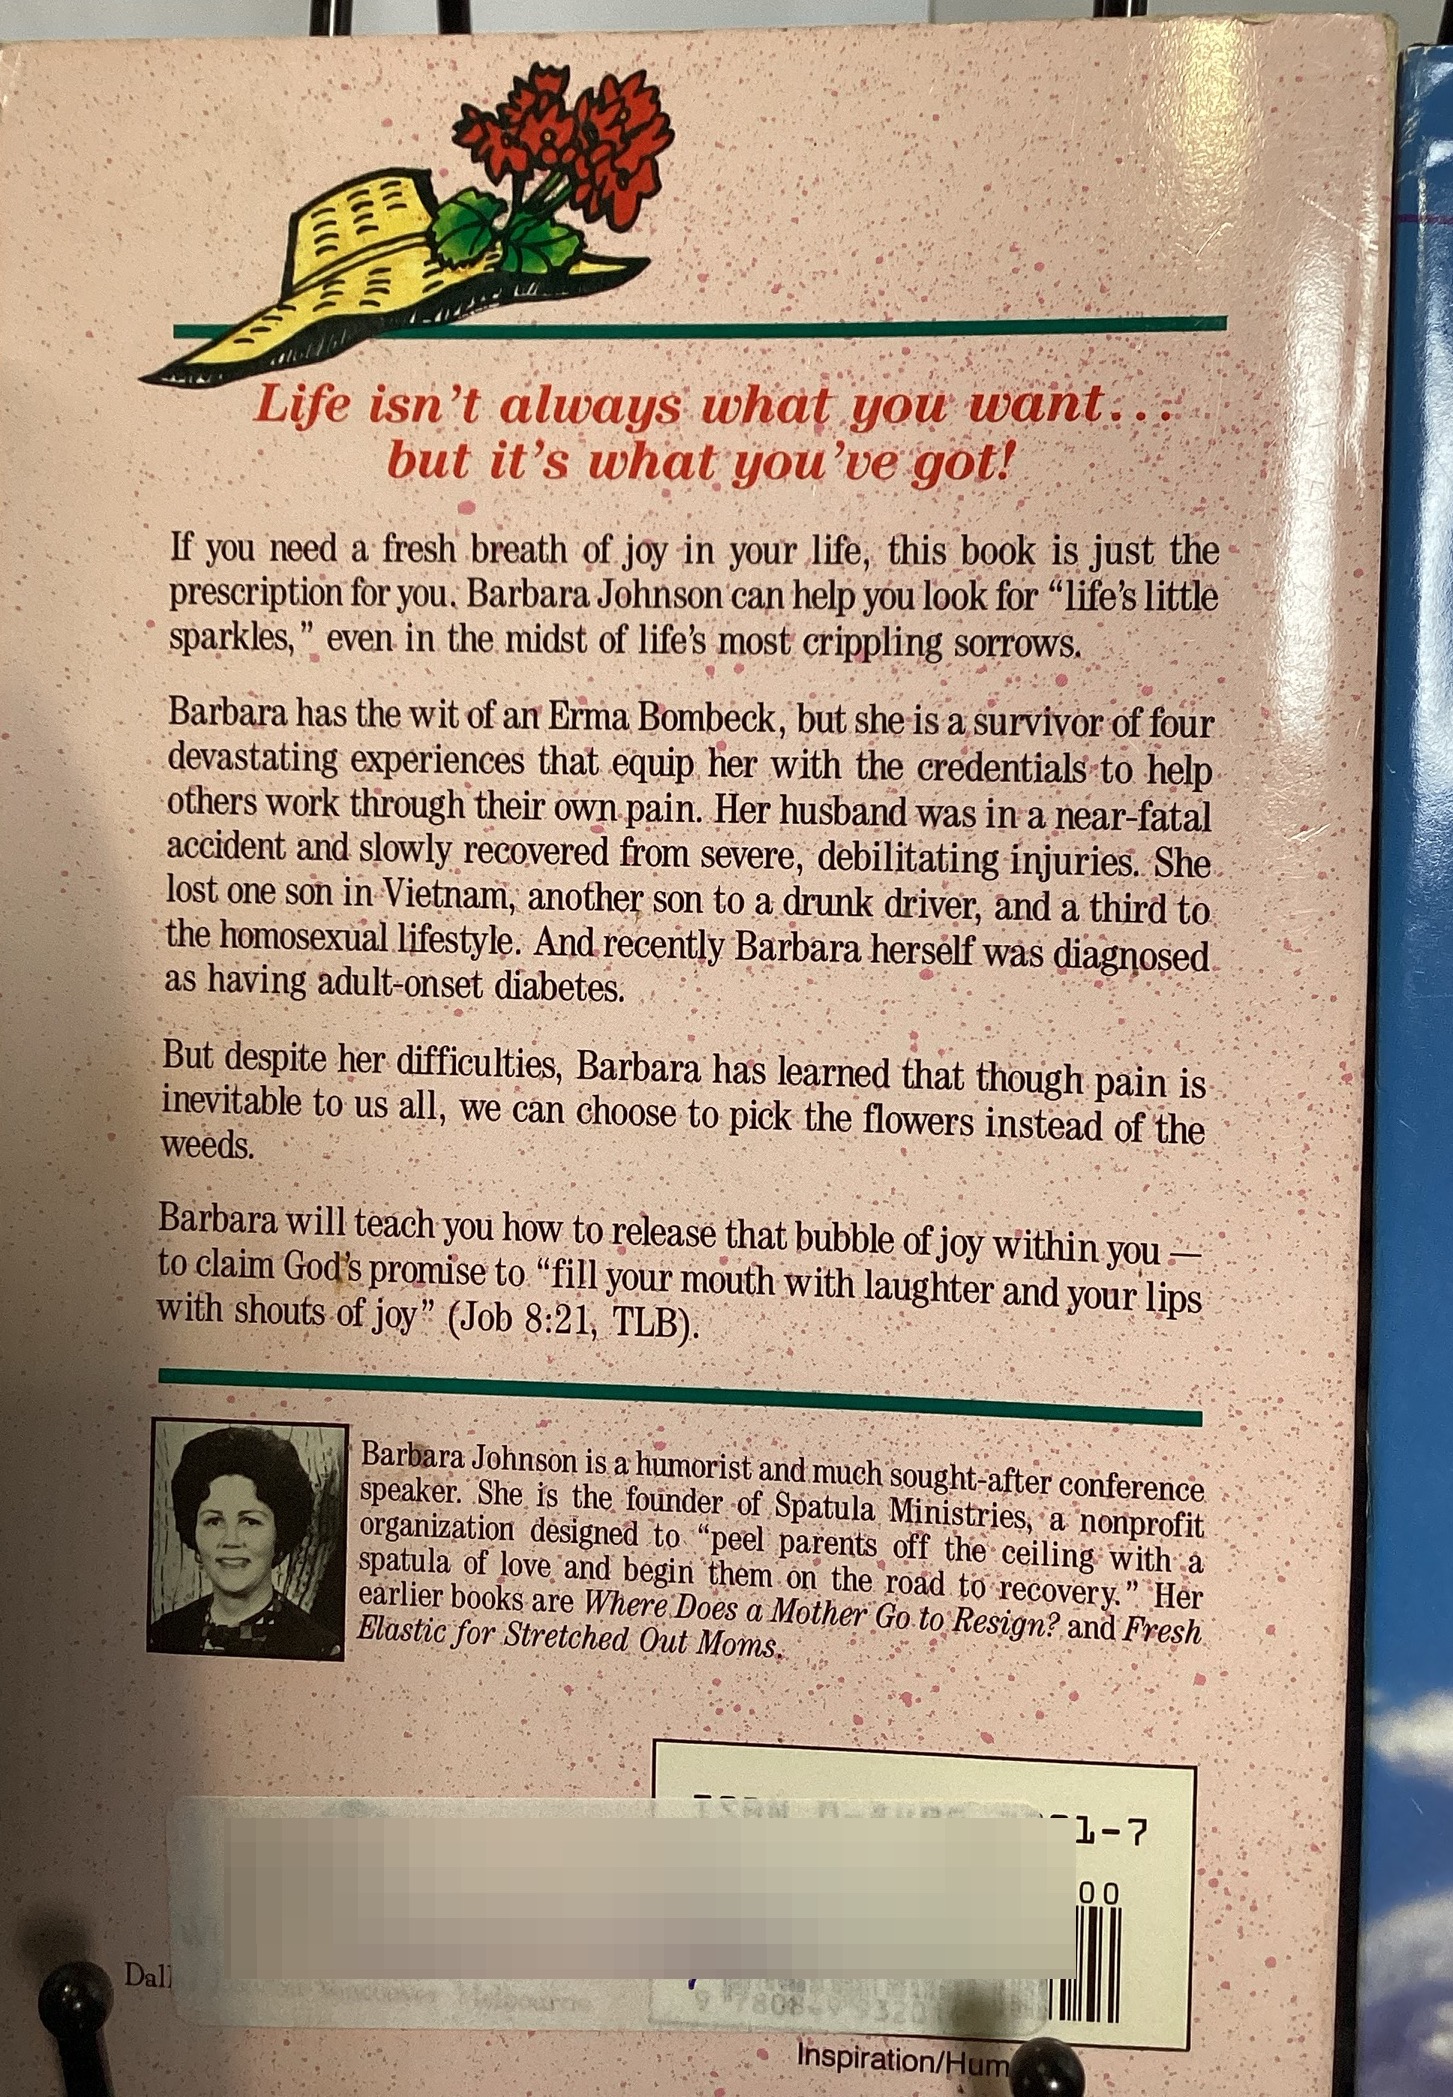 Life isn't always what you want...
but it's what you've got!
If you need a fresh breath of joy in your life, this book is just the
prescription for you. Barbara Johnson can help you look for “life's little
sparkles,” even in the midst of life's most crippling sorrows.
Barbara has the wit of an Erma Bombeck, but she is a survivor of four
devastating experiences that equip her with the credentials to help
others work through their own pain. Her husband was in a near-fatal
accident and slowly recovered from severe, debilitating injuries. She
lost one son in Vietnam, another son to a drunk driver, and a third to
the homosexual lifestyle. And recently Barbara herself was diagnosed
as having adult-onset diabetes.
But despite her difficulties, Barbara has learned that though pain is
inevitable to us all, we can choose to pick the flowers instead of the
weeds.
Barbara will teach you how to release that bubble of joy within you —
to claim God's promise to “fill your mouth with laughter and your lips
with shouts of joy” (Job 8:21, TLB).
Barbara Johnson is a humorist and much sought-after conference
speaker. She is the founder of Spatula Ministries, a nonprofit
organization designed to “peel parents off the ceiling with a
spatula of love and begin them on the road to recovery.” Her
earlier books are Where Does a Mother Go to Resign? and Fresh
Elastic for Stretched Out Moms.
1-7
00
Vancouver Melbourne
Inspiration/Hum